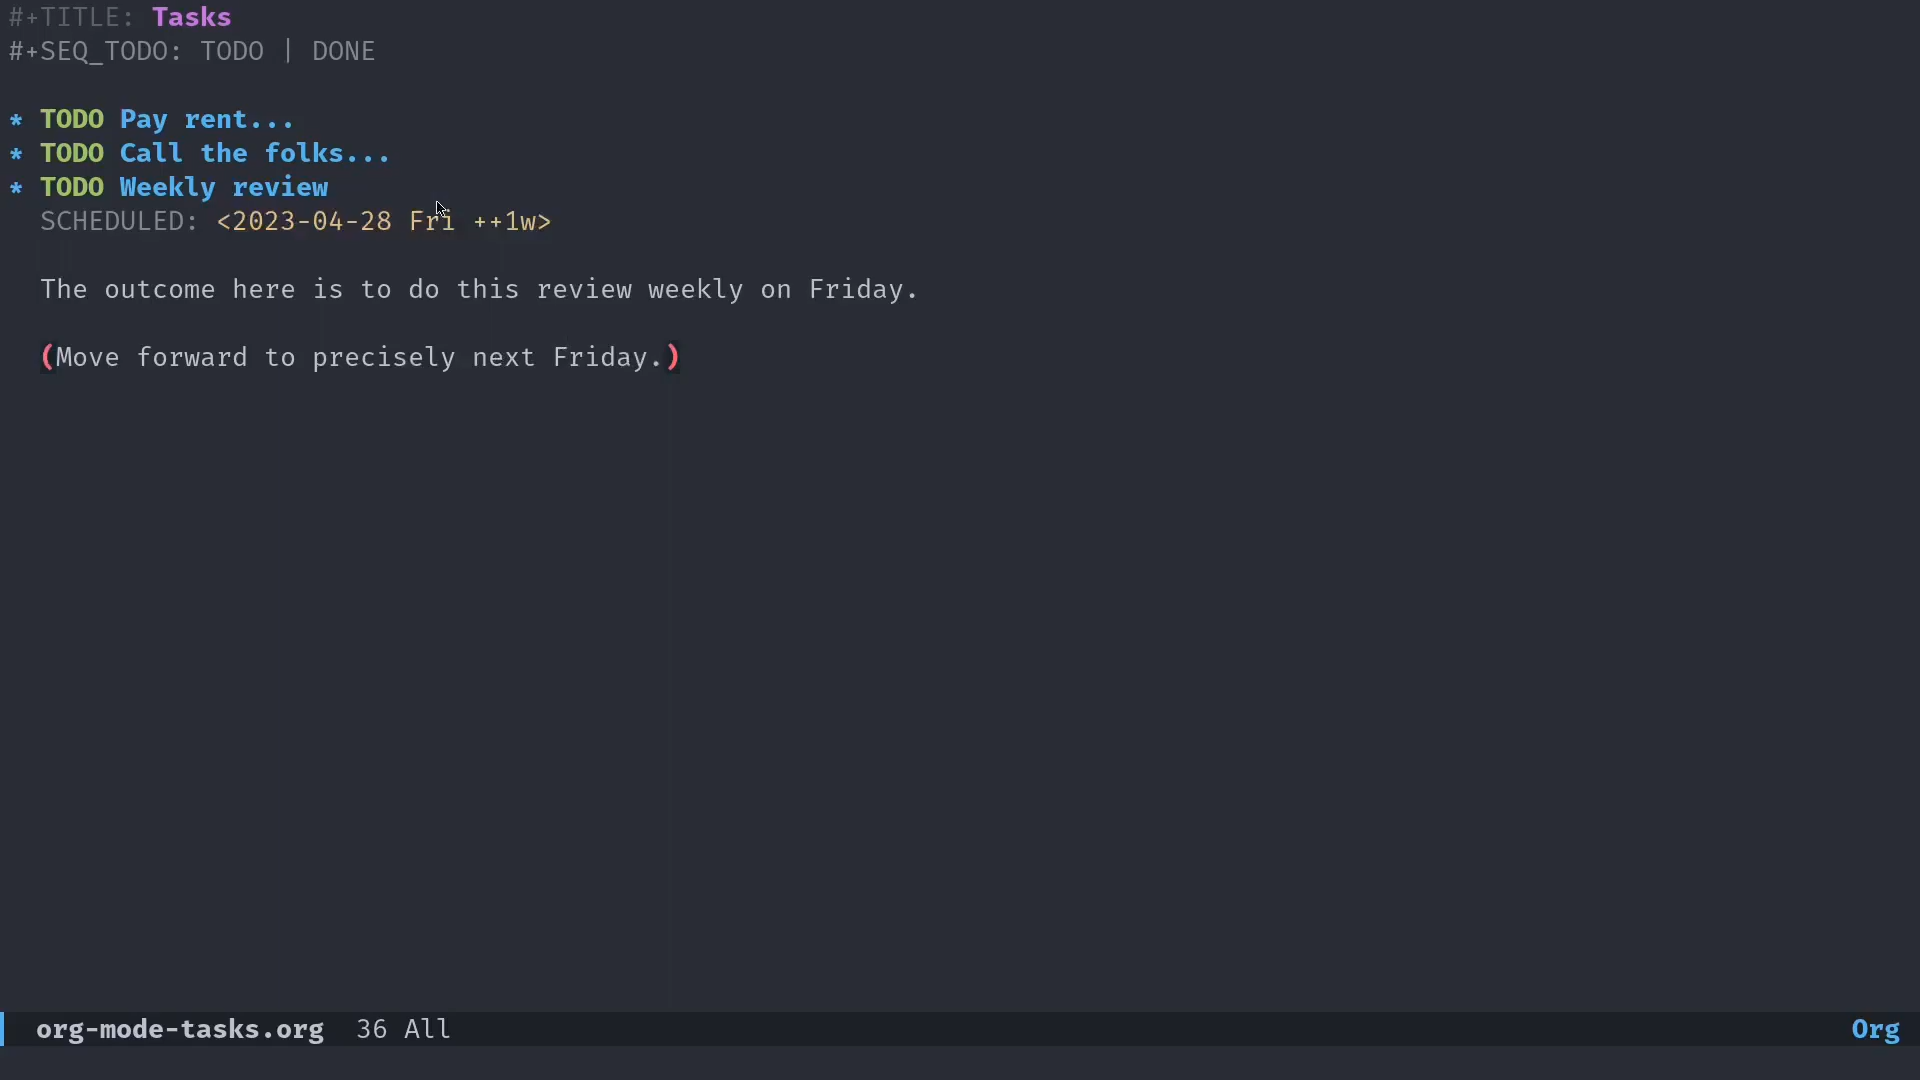 #+TITLE: Tasks
#+SEQ_TODO: TODO | DONE
* TODO Pay rent...
* TODO Call the folks...
* TODO Weekly review
SCHEDULED: <2023-04-28 Fri ++1w>
The outcome here is to do this review weekly on Friday.
(Move forward to precisely next Friday.)
org-mode-tasks.org 36 All Org